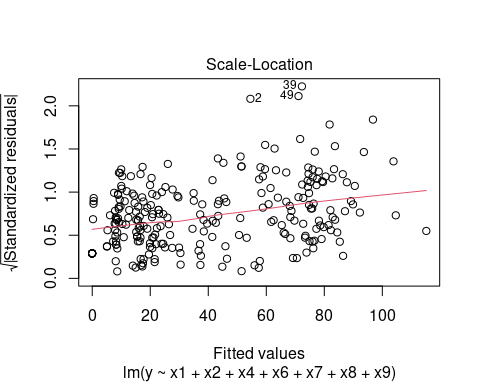 Scale-Location
√|Standardized residuals|
2.0
1.5
1.0
0.5
0.0
39
49
2
0 20 40 60 80 100
Fitted values
lm(y ~ x1 + x2 + x4 + x6 + x7 + x8 + x9)